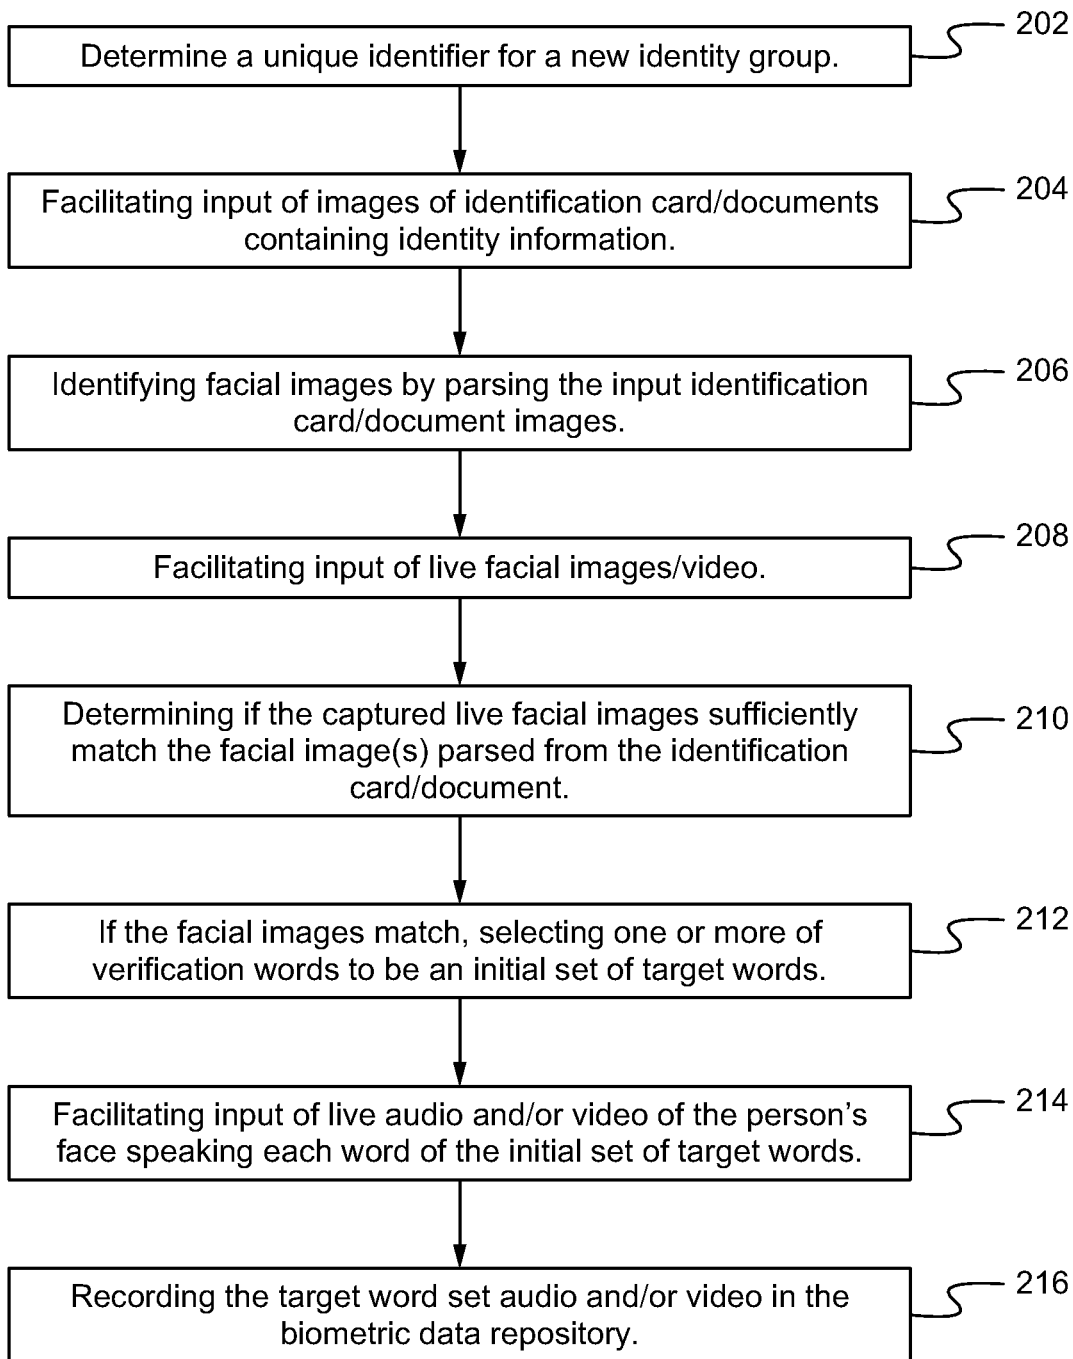 202
Determine a unique identifier for a new identity group.
204
Facilitating input of images of identification card/documents
containing identity information.
206
Identifying facial images by parsing the input identification
card/document images.
208
Facilitating input of live facial images/video.
210
Determining if the captured live facial images sufficiently
match the facial image(s) parsed from the identification
card/document.
212
If the facial images match, selecting one or more of
verification words to be an initial set of target words.
214
Facilitating input of live audio and/or video of the person's
face speaking each word of the initial set of target words.
216
Recording the target word set audio and/or video in the
biometric data repository.